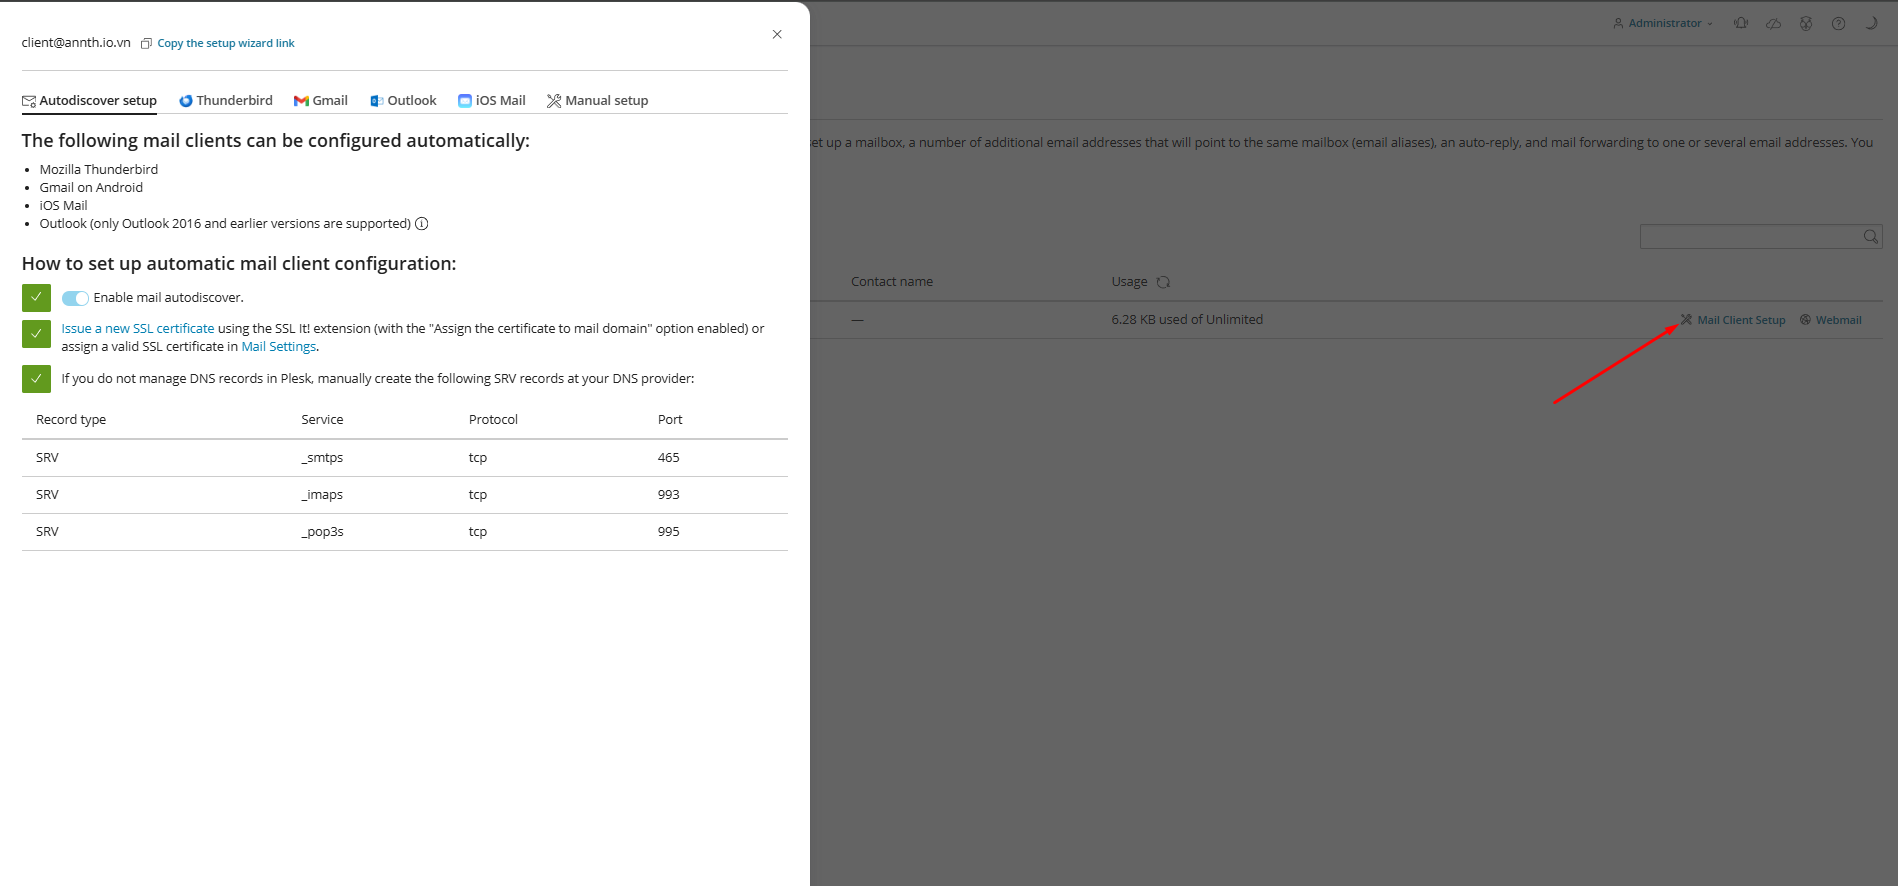 client@annth.io.vn Copy the setup wizard link
Administrator
Autodiscover setup Thunderbird Gmail Outlook iOS Mail Manual setup
The following mail clients can be configured automatically:
Mozilla Thunderbird
Gmail on Android
iOS Mail
Outlook (only Outlook 2016 and earlier versions are supported)
How to set up automatic mail client configuration:
Enable mail autodiscover.
Issue a new SSL certificate using the SSL It! extension (with the "Assign the certificate to mail domain" option enabled) or
assign a valid SSL certificate in Mail Settings.
If you do not manage DNS records in Plesk, manually create the following SRV records at your DNS provider:
Record type Service Protocol Port
SRV _smtps tcp 465
SRV _imaps tcp 993
SRV _pop3s tcp 995
set up a mailbox, a number of additional email addresses that will point to the same mailbox (email aliases), an auto-reply, and mail forwarding to one or several email addresses. You
Contact name Usage
— 6.28 KB used of Unlimited Mail Client Setup Webmail